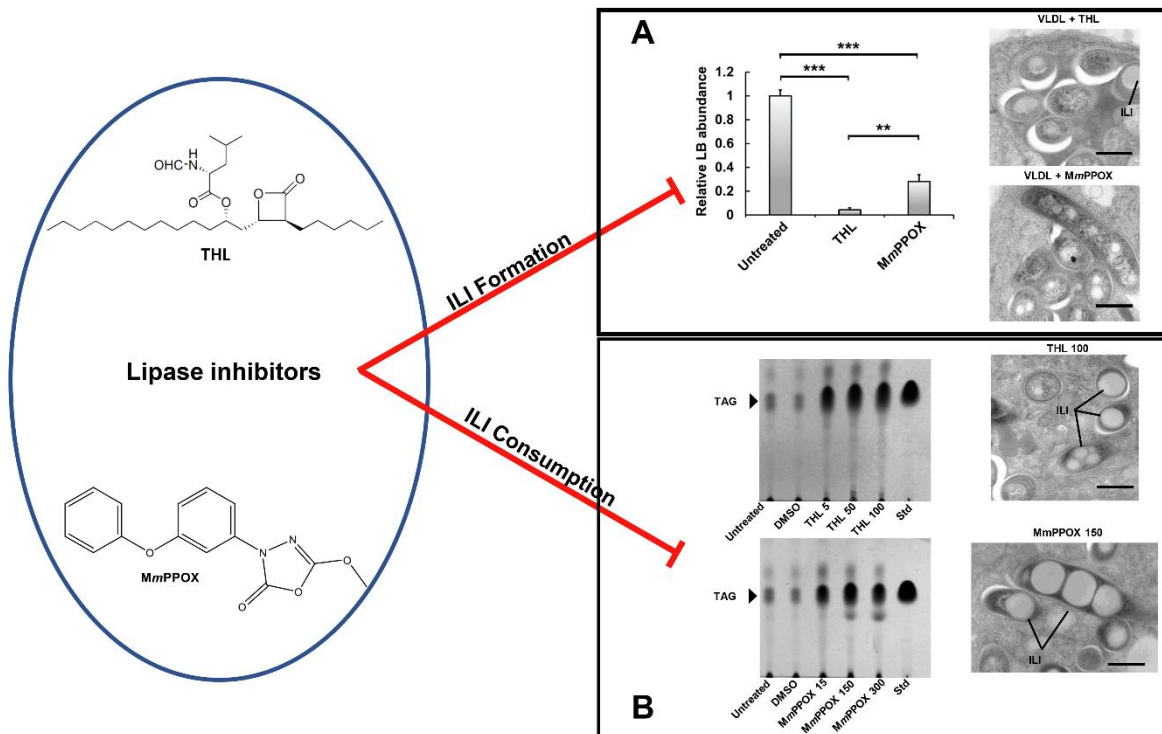 OHC-N
H
O
O
O
O
THL
Lipase inhibitors
O
N
N
O
O
O
MmPPOX
ILI Formation
ILI Consumption
A
Relative LB abundance
1.2
1
0.8
0.6
0.4
0.2
0
***
***
**
Untreated
THL
MmPPOX
VLDL + THL
ILI
VLDL + MmPPOX
TAG
Untreated
DMSO
THL 5
THL 50
THL 100
Std
THL 100
ILI
TAG
Untreated
DMSO
MmPPOX 15
MmPPOX 150
MmPPOX 300
Std
MmPPOX 150
ILI
B